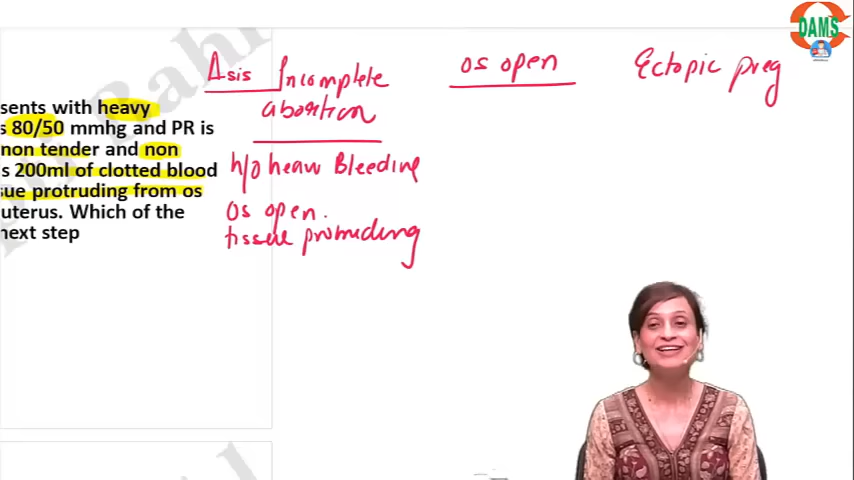 sents with heavy
s 80/50 mmhg and PR is
non tender and non
s 200ml of clotted blood
sue protruding from os
uterus. Which of the
next step
Δsis Incomplete
abortion
h/o heavy Bleeding
os open.
tissue protruding
os open
Ectopic preg
DAMS